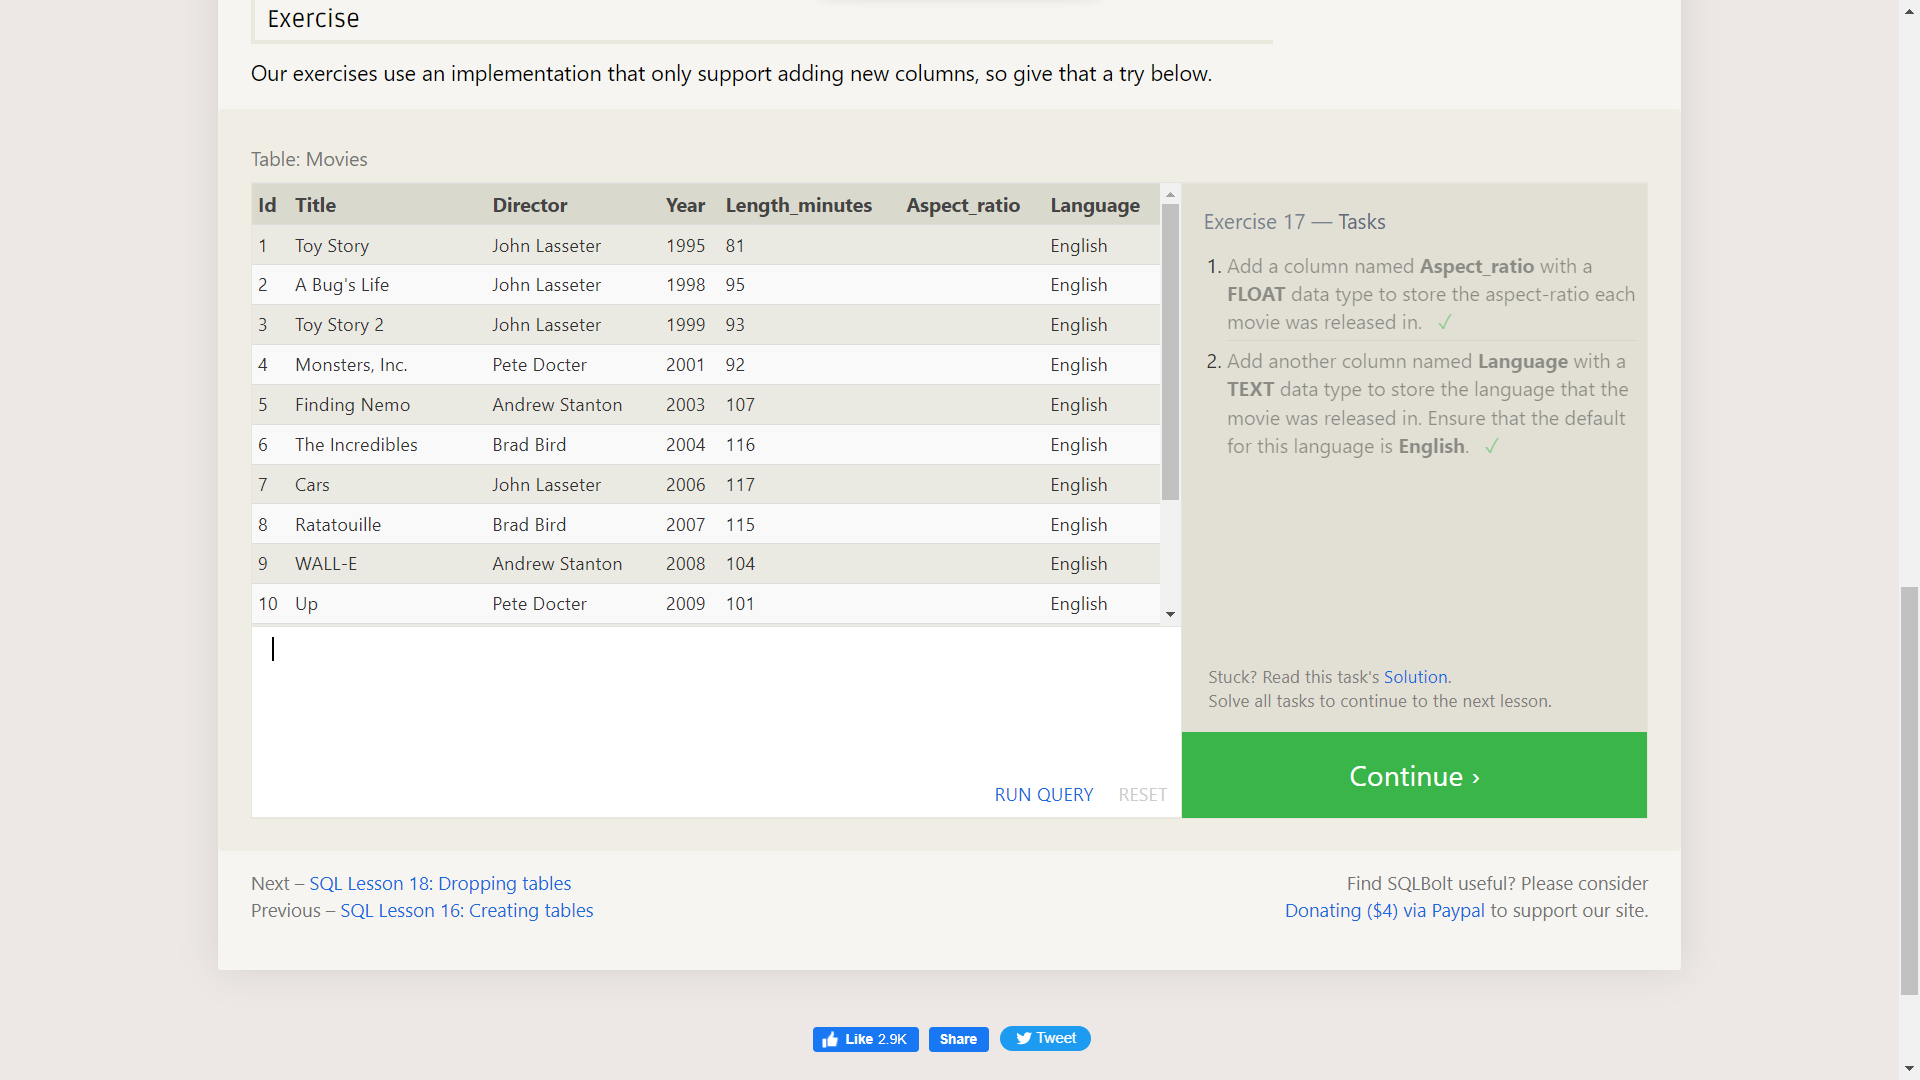 Exercise
Our exercises use an implementation that only support adding new columns, so give that a try below.
Table: Movies
Id Title Director Year Length_minutes Aspect_ratio Language
1 Toy Story John Lasseter 1995 81 English
2 A Bug's Life John Lasseter 1998 95 English
3 Toy Story 2 John Lasseter 1999 93 English
4 Monsters, Inc. Pete Docter 2001 92 English
5 Finding Nemo Andrew Stanton 2003 107 English
6 The Incredibles Brad Bird 2004 116 English
7 Cars John Lasseter 2006 117 English
8 Ratatouille Brad Bird 2007 115 English
9 WALL-E Andrew Stanton 2008 104 English
10 Up Pete Docter 2009 101 English
RUN QUERY RESET
Exercise 17 — Tasks
1. Add a column named Aspect_ratio with a
FLOAT data type to store the aspect-ratio each
movie was released in. ✓
2. Add another column named Language with a
TEXT data type to store the language that the
movie was released in. Ensure that the default
for this language is English. ✓
Stuck? Read this task's Solution.
Solve all tasks to continue to the next lesson.
Continue ›
Next – SQL Lesson 18: Dropping tables
Previous – SQL Lesson 16: Creating tables
Find SQLBolt useful? Please consider
Donating ($4) via Paypal to support our site.
Like 2.9K Share Tweet